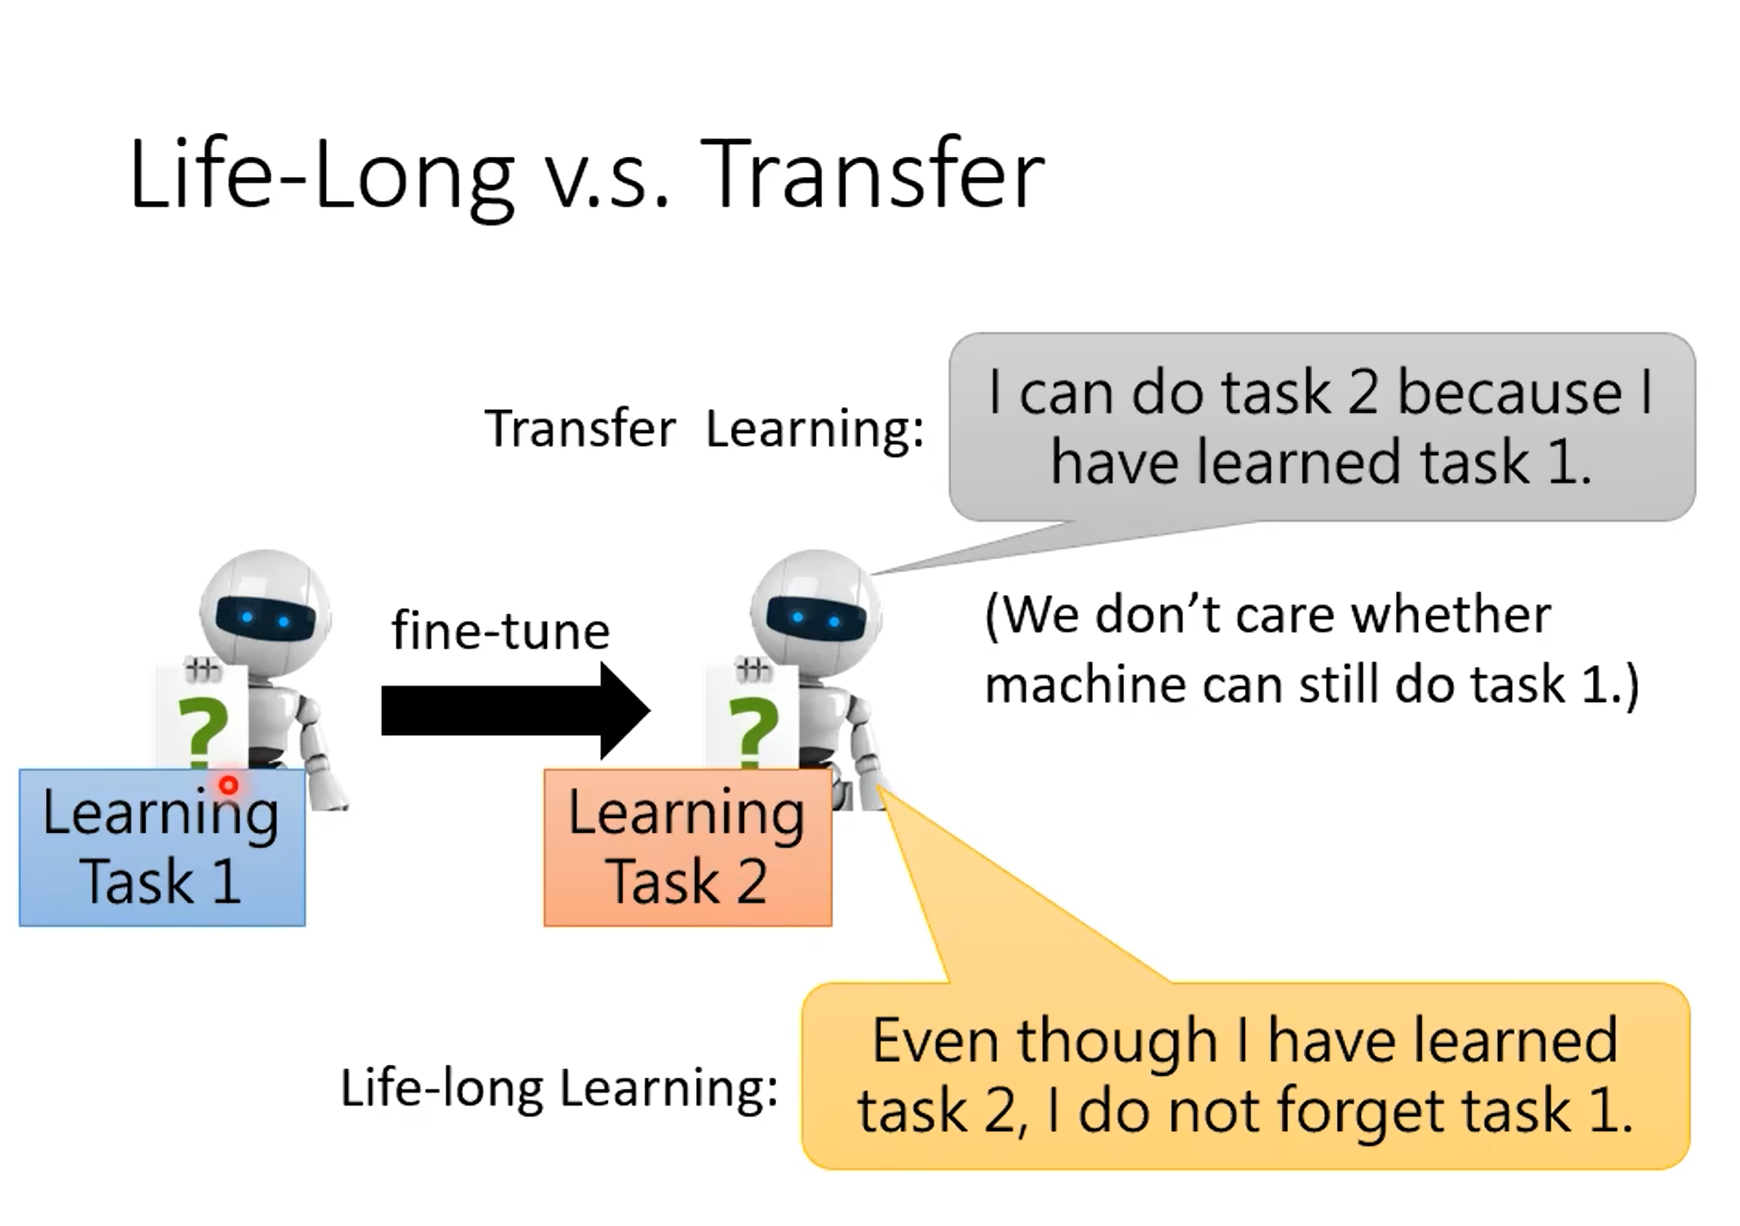 Life-Long v.s. Transfer
Transfer Learning:
I can do task 2 because I
have learned task 1.
fine-tune
(We don't care whether
machine can still do task 1.)
?
?
Learning
Task 1
Learning
Task 2
Life-long Learning:
Even though I have learned
task 2, I do not forget task 1.